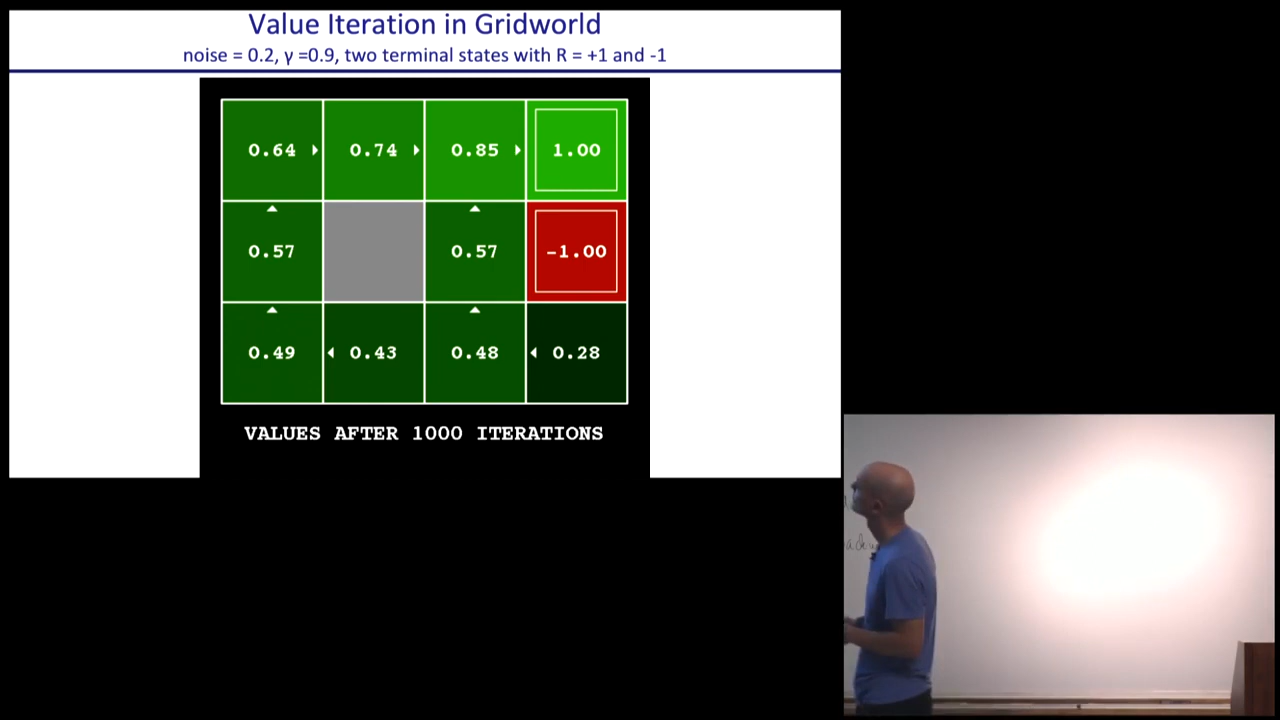 Value Iteration in Gridworld
noise = 0.2, γ =0.9, two terminal states with R = +1 and -1
0.64 0.74 0.85 1.00
0.57 0.57 -1.00
0.49 0.43 0.48 0.28
VALUES AFTER 1000 ITERATIONS